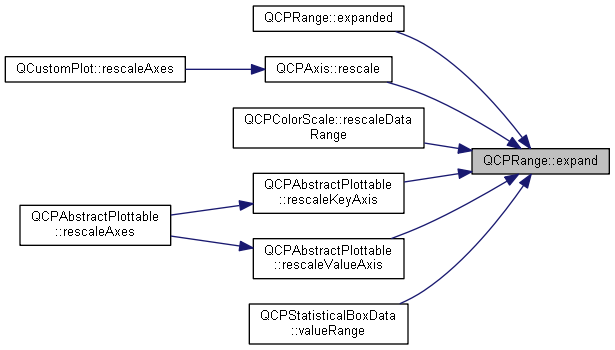 QCPRange::expanded
QCustomPlot::rescaleAxes
QCPAxis::rescale
QCPColorScale::rescaleData
Range
QCPRange::expand
QCPAbstractPlottable
::rescaleKeyAxis
QCPAbstractPlottable
::rescaleAxes
QCPAbstractPlottable
::rescaleValueAxis
QCPStatisticalBoxData
::valueRange